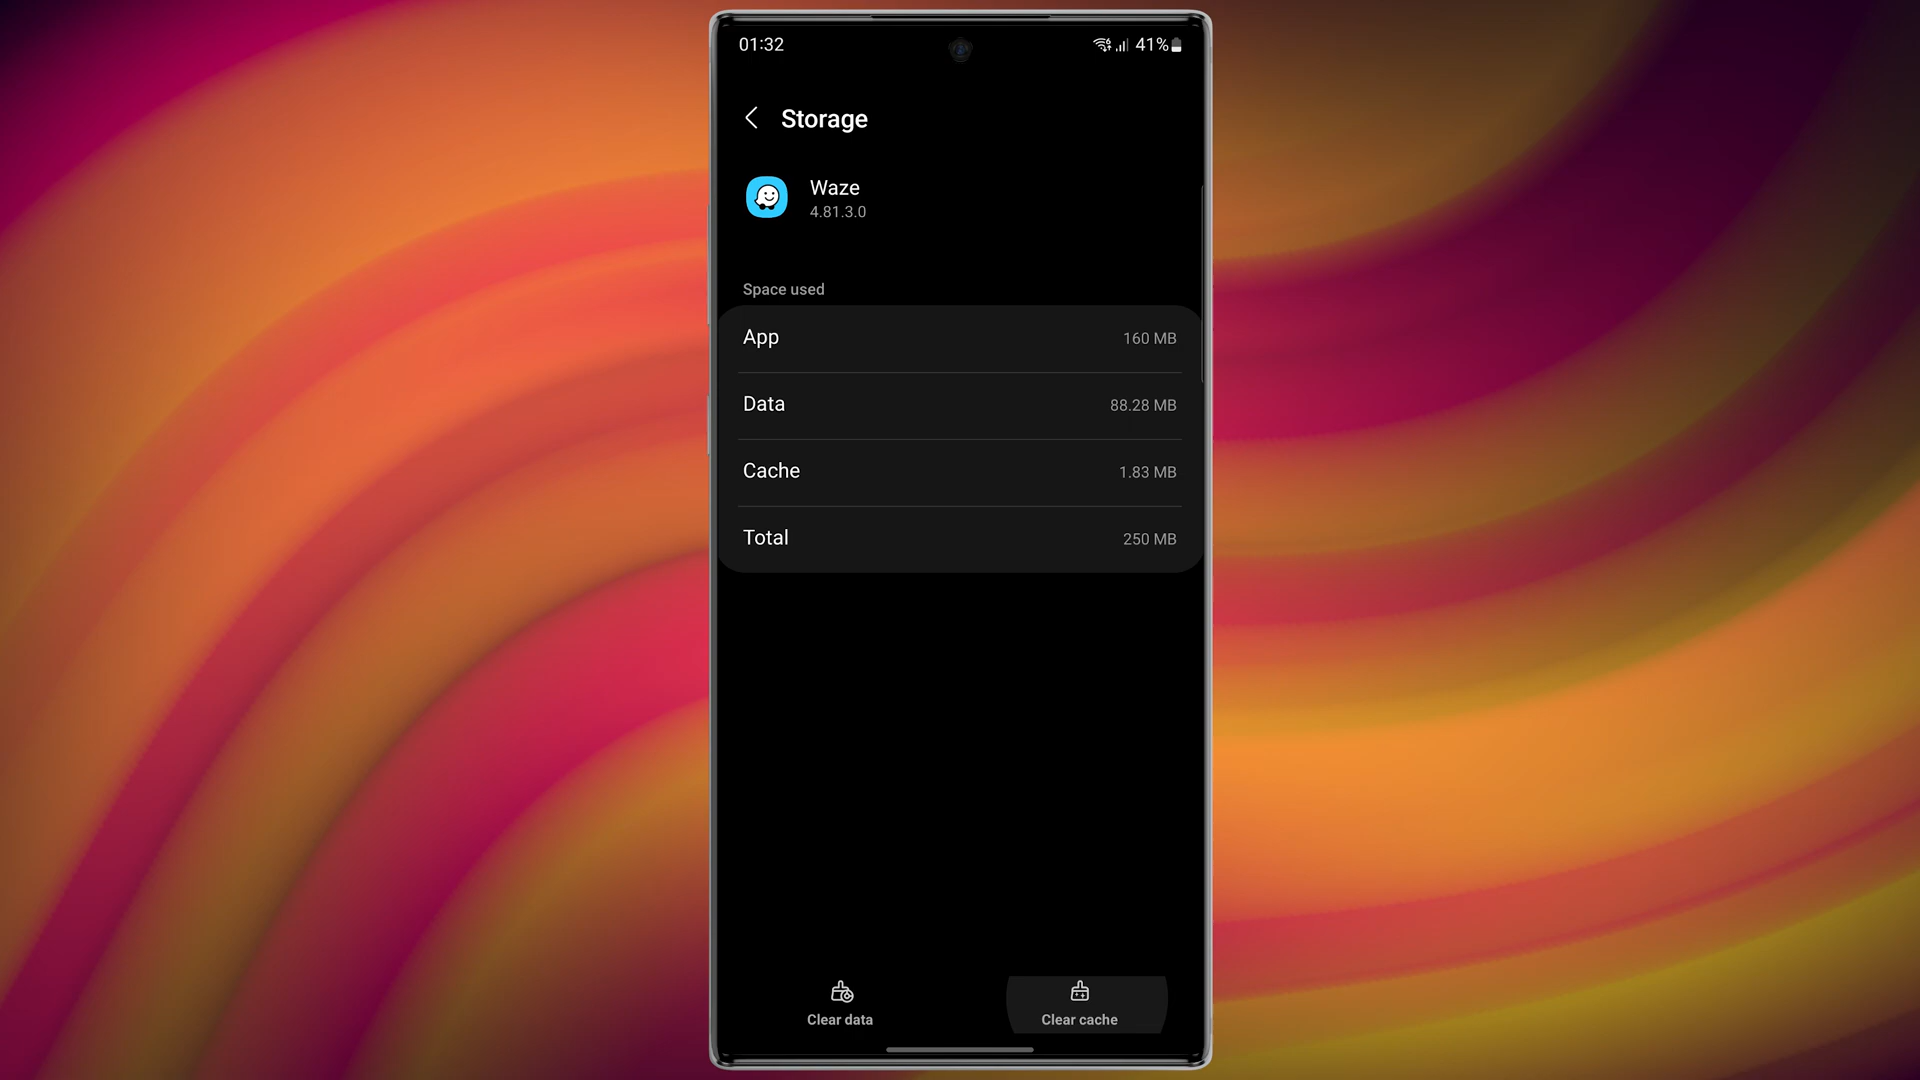 01:32
41%
Storage
Waze
4.81.3.0
Space used
App 160 MB
Data 88.28 MB
Cache 1.83 MB
Total 250 MB
Clear data
Clear cache